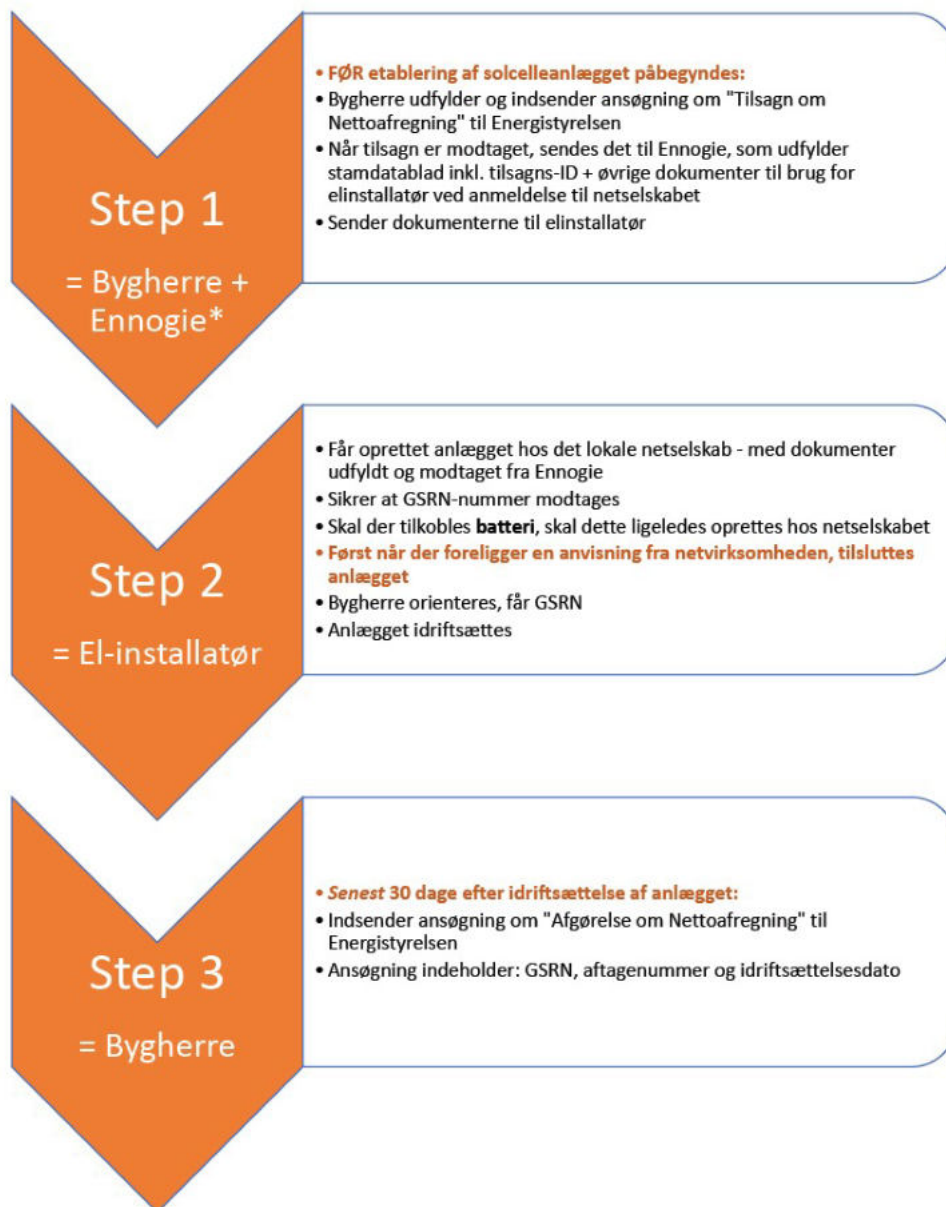 Step 1
= Bygherre +
Ennogie*
• FØR etablering af solcelleanlægget påbegyndes:
• Bygherre udfylder og indsender ansøgning om "Tilsagn om
Nettoafregning" til Energistyrelsen
• Når tilsagn er modtaget, sendes det til Ennogie, som udfylder
stamdatablad inkl. tilsagns-ID + øvrige dokumenter til brug for
elinstallatør ved anmeldelse til netselskabet
• Sender dokumenterne til elinstallatør
Step 2
= El-installatør
• Får oprettet anlægget hos det lokale netselskab - med dokumenter
udfyldt og modtaget fra Ennogie
• Sikrer at GSRN-nummer modtages
• Skal der tilkobles batteri, skal dette ligeledes oprettes hos netselskabet
• Først når der foreligger en anvisning fra netvirksomheden, tilsluttes
anlægget
• Bygherre orienteres, får GSRN
• Anlægget idriftsættes
Step 3
= Bygherre
• Senest 30 dage efter idriftsættelse af anlægget:
• Indsender ansøgning om "Afgørelse om Nettoafregning" til
Energistyrelsen
• Ansøgning indeholder: GSRN, aftagenummer og idriftsættelsesdato